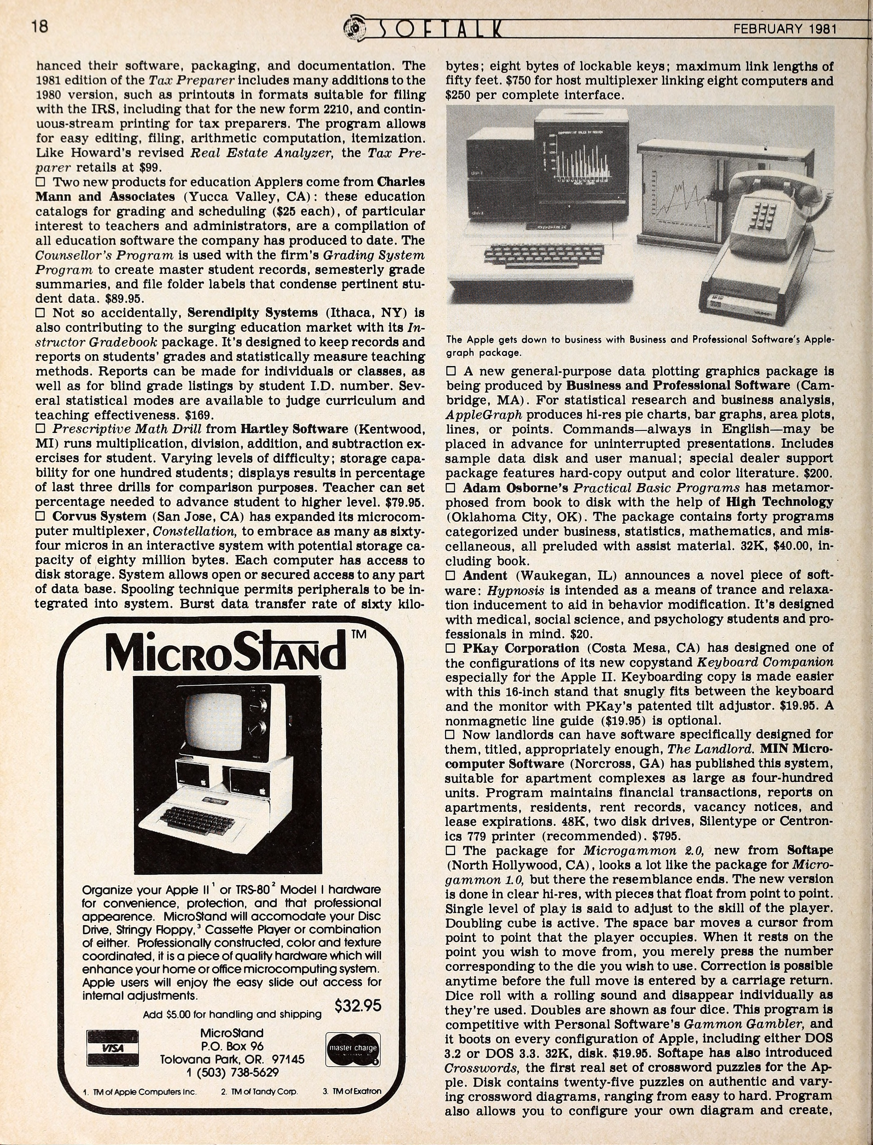 18
SOFTALK
FEBRUARY 1981
hanced their software, packaging, and documentation. The
1981 edition of the Tax Preparer includes many additions to the
1980 version, such as printouts in formats suitable for filing
with the IRS, including that for the new form 2210, and contin-
uous-stream printing for tax preparers. The program allows
for easy editing, filing, arithmetic computation, itemization.
Like Howard's revised Real Estate Analyzer, the Tax Pre-
parer retails at $99.
□ Two new products for education Applers come from Charles
Mann and Associates (Yucca Valley, CA): these education
catalogs for grading and scheduling ($25 each), of particular
interest to teachers and administrators, are a compilation of
all education software the company has produced to date. The
Counsellor's Program is used with the firm's Grading System
Program to create master student records, semesterly grade
summaries, and file folder labels that condense pertinent stu-
dent data. $89.95.
□ Not so accidentally, Serendipity Systems (Ithaca, NY) is
also contributing to the surging education market with its In-
structor Gradebook package. It's designed to keep records and
reports on students' grades and statistically measure teaching
methods. Reports can be made for individuals or classes, as
well as for blind grade listings by student I.D. number. Sev-
eral statistical modes are available to judge curriculum and
teaching effectiveness. $169.
□ Prescriptive Math Drill from Hartley Software (Kentwood,
MI) runs multiplication, division, addition, and subtraction ex-
ercises for student. Varying levels of difficulty; storage capa-
bility for one hundred students; displays results in percentage
of last three drills for comparison purposes. Teacher can set
percentage needed to advance student to higher level. $79.95.
□ Corvus System (San Jose, CA) has expanded its microcom-
puter multiplexer, Constellation, to embrace as many as sixty-
four micros in an interactive system with potential storage ca-
pacity of eighty million bytes. Each computer has access to
disk storage. System allows open or secured access to any part
of data base. Spooling technique permits peripherals to be in-
tegrated into system. Burst data transfer rate of sixty kilo-
MicroStand™
Organize your Apple II¹ or TRS-80² Model I hardware
for convenience, protection, and that professional
appearence. MicroStand will accomodate your Disc
Drive, Stringy Floppy,³ Cassette Player or combination
of either. Professionally constructed, color and texture
coordinated, it is a piece of quality hardware which will
enhance your home or office microcomputing system.
Apple users will enjoy the easy slide out access for
internal adjustments.
$32.95
Add $5.00 for handling and shipping
VISA
MicroStand
P.O. Box 96
Tolovana Park, OR. 97145
1 (503) 738-5629
master charge
1. TM of Apple Computers Inc. 2. TM of Tandy Corp. 3. TM of Exatron
bytes; eight bytes of lockable keys; maximum link lengths of
fifty feet. $750 for host multiplexer linking eight computers and
$250 per complete interface.
The Apple gets down to business with Business and Professional Software's Apple-
graph package.
□ A new general-purpose data plotting graphics package is
being produced by Business and Professional Software (Cam-
bridge, MA). For statistical research and business analysis,
AppleGraph produces hi-res pie charts, bar graphs, area plots,
lines, or points. Commands—always in English—may be
placed in advance for uninterrupted presentations. Includes
sample data disk and user manual; special dealer support
package features hard-copy output and color literature. $200.
□ Adam Osborne's Practical Basic Programs has metamor-
phosed from book to disk with the help of High Technology
(Oklahoma City, OK). The package contains forty programs
categorized under business, statistics, mathematics, and mis-
cellaneous, all preluded with assist material. 32K, $40.00, in-
cluding book.
□ Andent (Waukegan, IL) announces a novel piece of soft-
ware: Hypnosis is intended as a means of trance and relaxa-
tion inducement to aid in behavior modification. It's designed
with medical, social science, and psychology students and pro-
fessionals in mind. $20.
□ PKay Corporation (Costa Mesa, CA) has designed one of
the configurations of its new copystand Keyboard Companion
especially for the Apple II. Keyboarding copy is made easier
with this 16-inch stand that snugly fits between the keyboard
and the monitor with PKay's patented tilt adjustor. $19.95. A
nonmagnetic line guide ($19.95) is optional.
□ Now landlords can have software specifically designed for
them, titled, appropriately enough, The Landlord. MIN Micro-
computer Software (Norcross, GA) has published this system,
suitable for apartment complexes as large as four-hundred
units. Program maintains financial transactions, reports on
apartments, residents, rent records, vacancy notices, and
lease expirations. 48K, two disk drives, Silentype or Centron-
ics 779 printer (recommended). $795.
□ The package for Microgammon 2.0, new from Softape
(North Hollywood, CA), looks a lot like the package for Micro-
gammon 1.0, but there the resemblance ends. The new version
is done in clear hi-res, with pieces that float from point to point.
Single level of play is said to adjust to the skill of the player.
Doubling cube is active. The space bar moves a cursor from
point to point that the player occupies. When it rests on the
point you wish to move from, you merely press the number
corresponding to the die you wish to use. Correction is possible
anytime before the full move is entered by a carriage return.
Dice roll with a rolling sound and disappear individually as
they're used. Doubles are shown as four dice. This program is
competitive with Personal Software's Gammon Gambler, and
it boots on every configuration of Apple, including either DOS
3.2 or DOS 3.3. 32K, disk. $19.95. Softape has also introduced
Crosswords, the first real set of crossword puzzles for the Ap-
ple. Disk contains twenty-five puzzles on authentic and vary-
ing crossword diagrams, ranging from easy to hard. Program
also allows you to configure your own diagram and create,